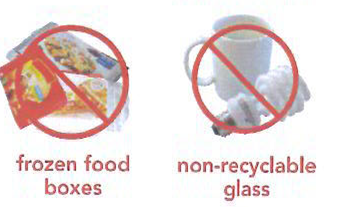 frozen food
boxes
non-recyclable
glass